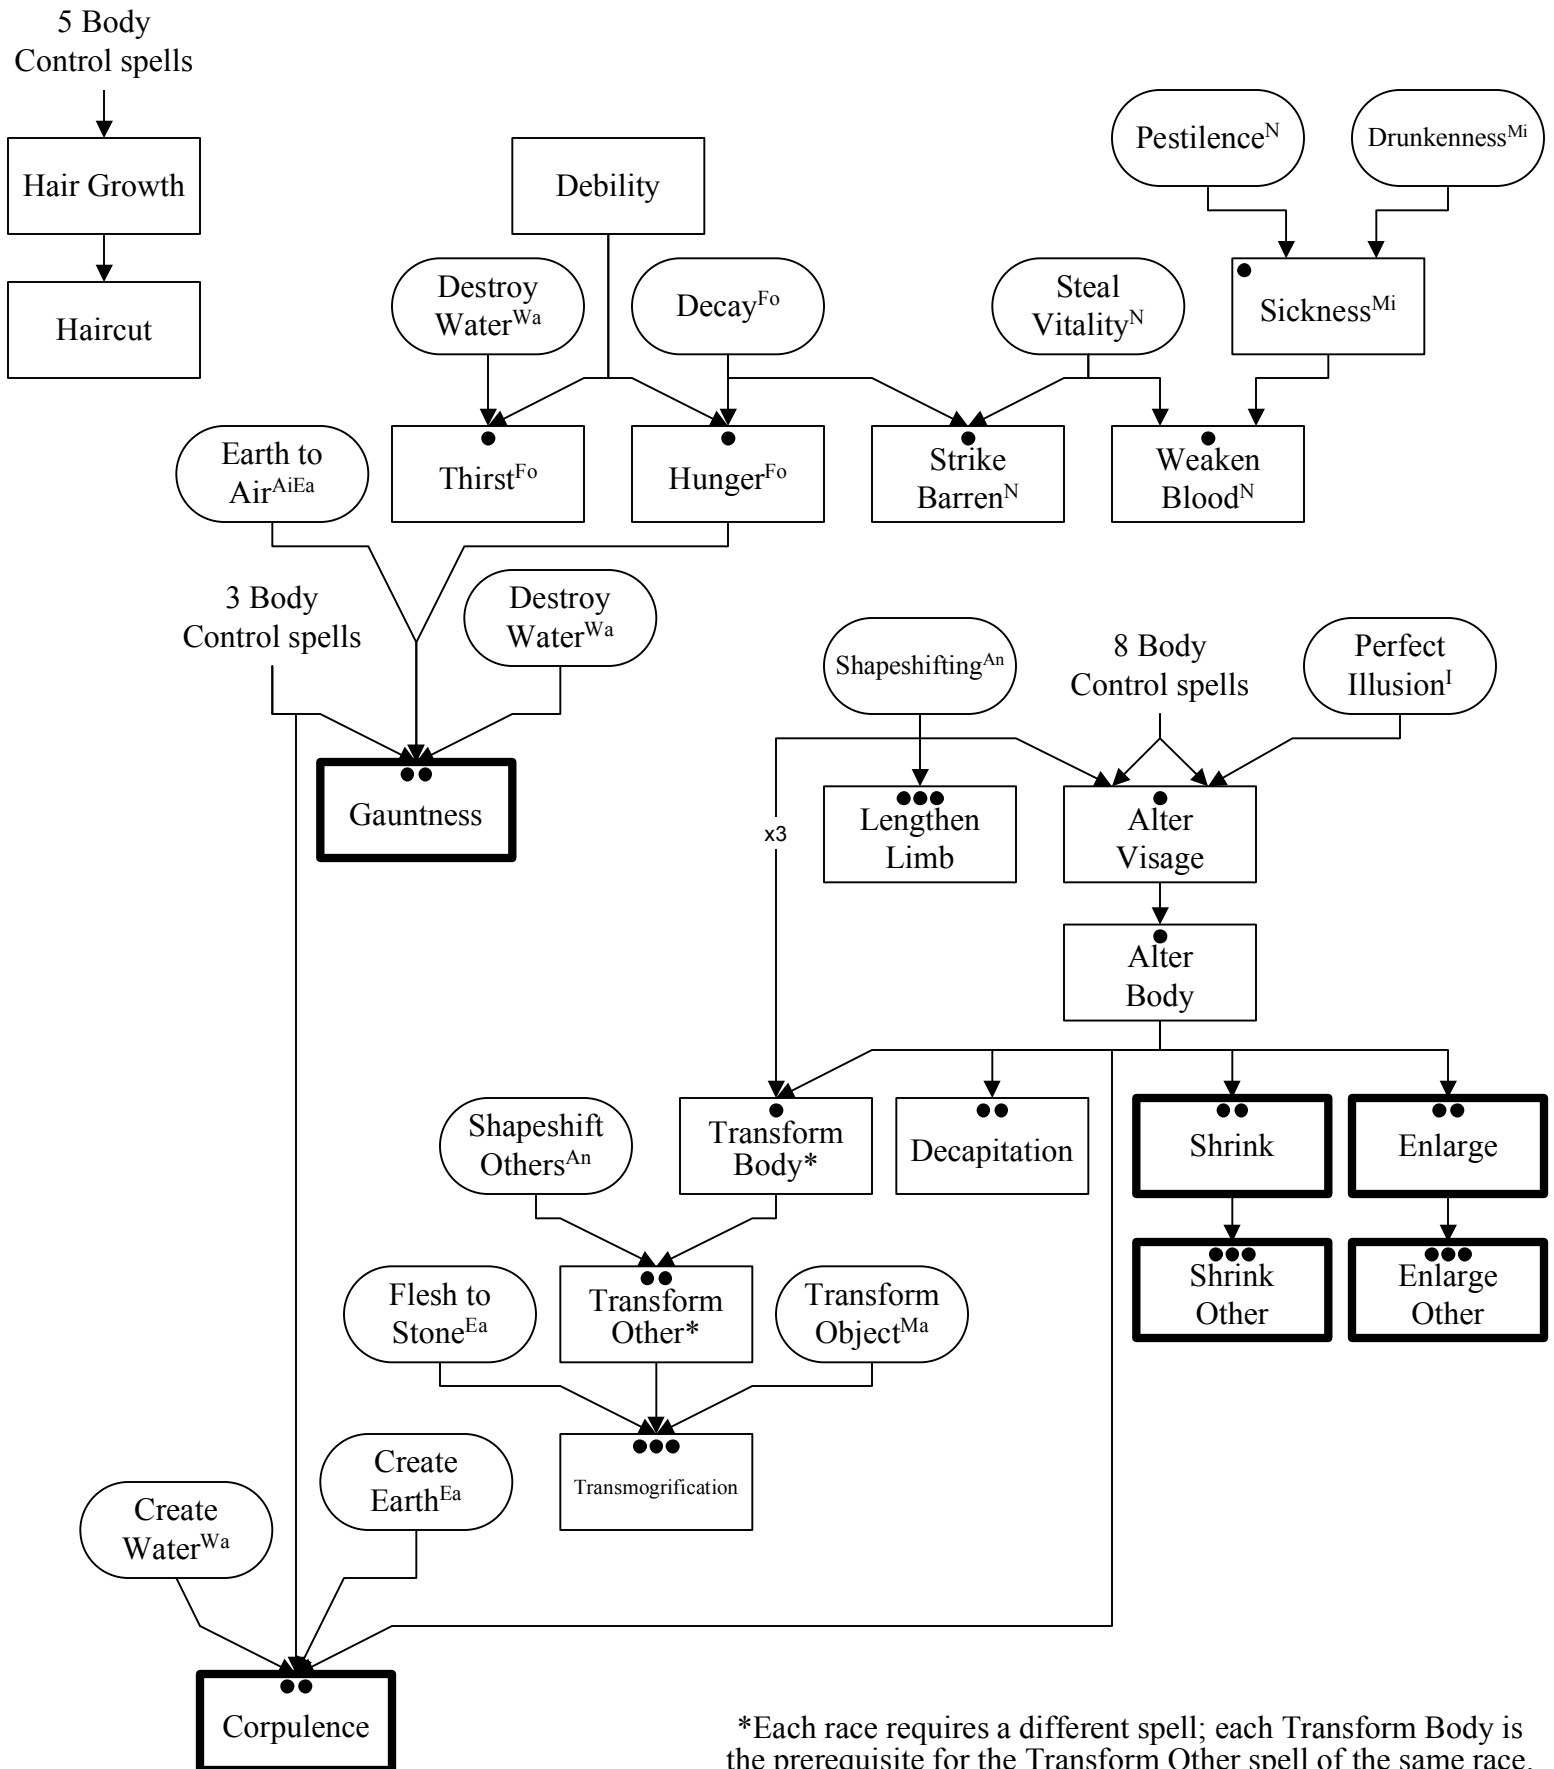 5 Body
Control spells
Hair Growth
Haircut
Debility
Pestilence^N
Drunkenness^Mi
Destroy
Water^Wa
Decay^Fo
Steal
Vitality^N
Sickness^Mi
Earth to
Air^AiEa
Thirst^Fo
Hunger^Fo
Strike
Barren^N
Weaken
Blood^N
3 Body
Control spells
Destroy
Water^Wa
Shapeshifting^An
8 Body
Control spells
Perfect
Illusion^I
Gauntness
x3
Lengthen
Limb
Alter
Visage
Alter
Body
Shapeshift
Others^An
Transform
Body*
Decapitation
Shrink
Enlarge
Flesh to
Stone^Ea
Transform
Other*
Transform
Object^Ma
Shrink
Other
Enlarge
Other
Create
Earth^Ea
Transmogrification
Create
Water^Wa
Corpulence
*Each race requires a different spell; each Transform Body is
the prerequisite for the Transform Other spell of the same race.